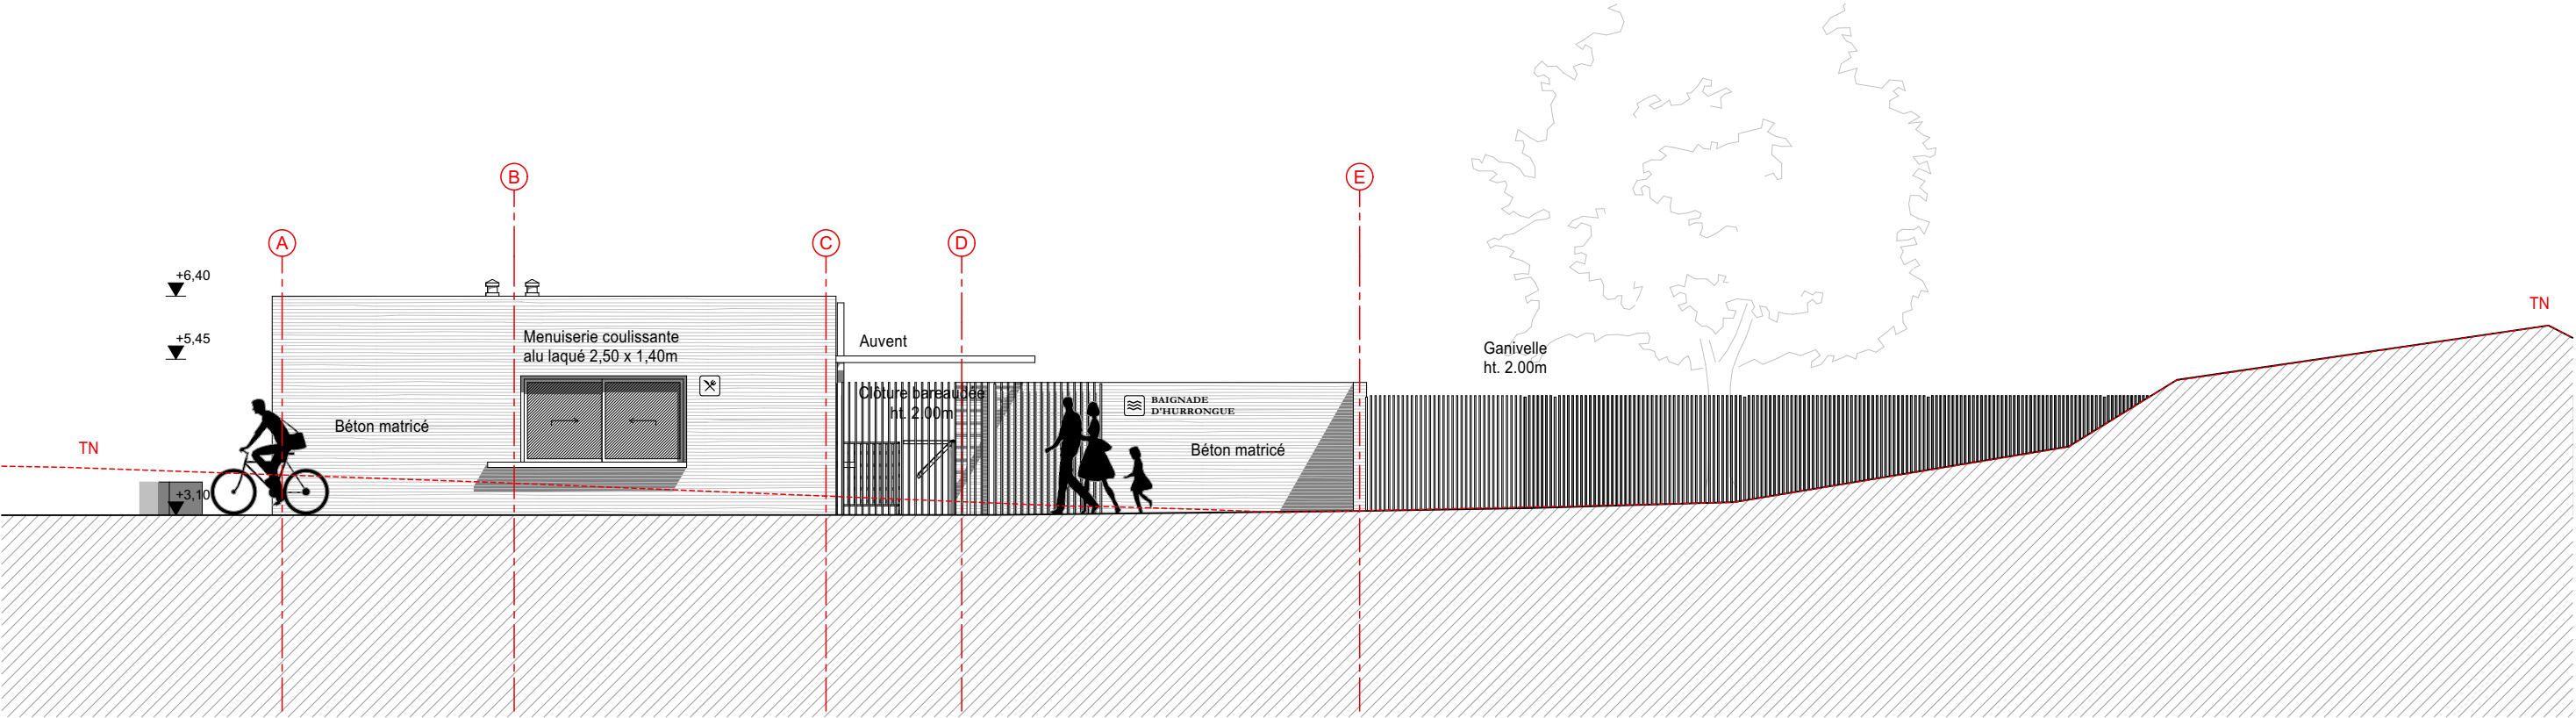 B
E
A
C
D
+6,40
TN
+5,45
Menuiserie coulissante
alu laqué 2,50 x 1,40m
Auvent
Ganivelle
ht. 2.00m
Clôture bareaudée
ht. 2.00m
BAIGNADE
D'HURRONGUE
Béton matricé
Béton matricé
TN
+3,10